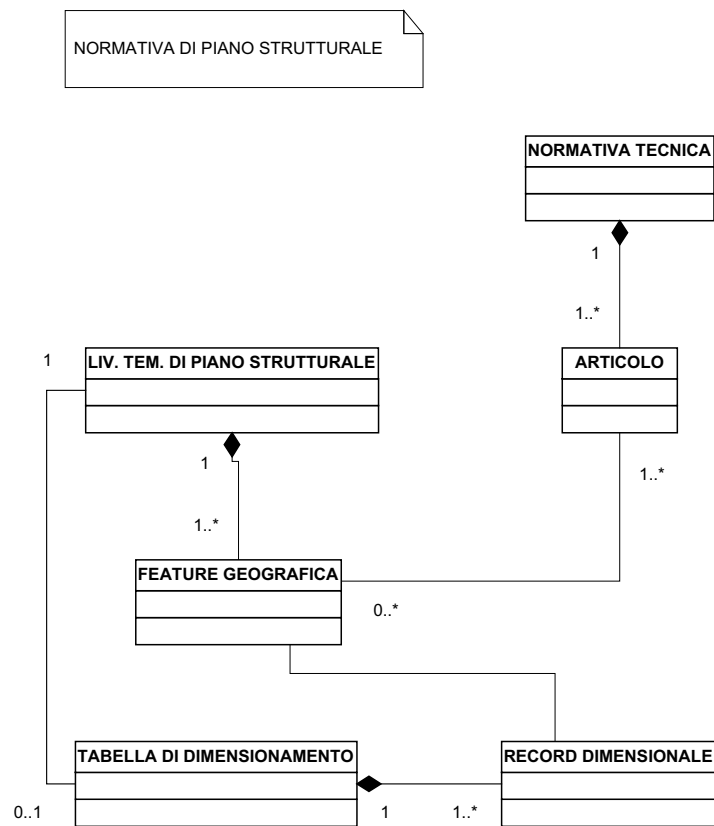 NORMATIVA DI PIANO STRUTTURALE
NORMATIVA TECNICA
1
1..*
1
LIV. TEM. DI PIANO STRUTTURALE
ARTICOLO
1
1..*
1..*
FEATURE GEOGRAFICA
0..*
TABELLA DI DIMENSIONAMENTO
RECORD DIMENSIONALE
0..1
1
1..*